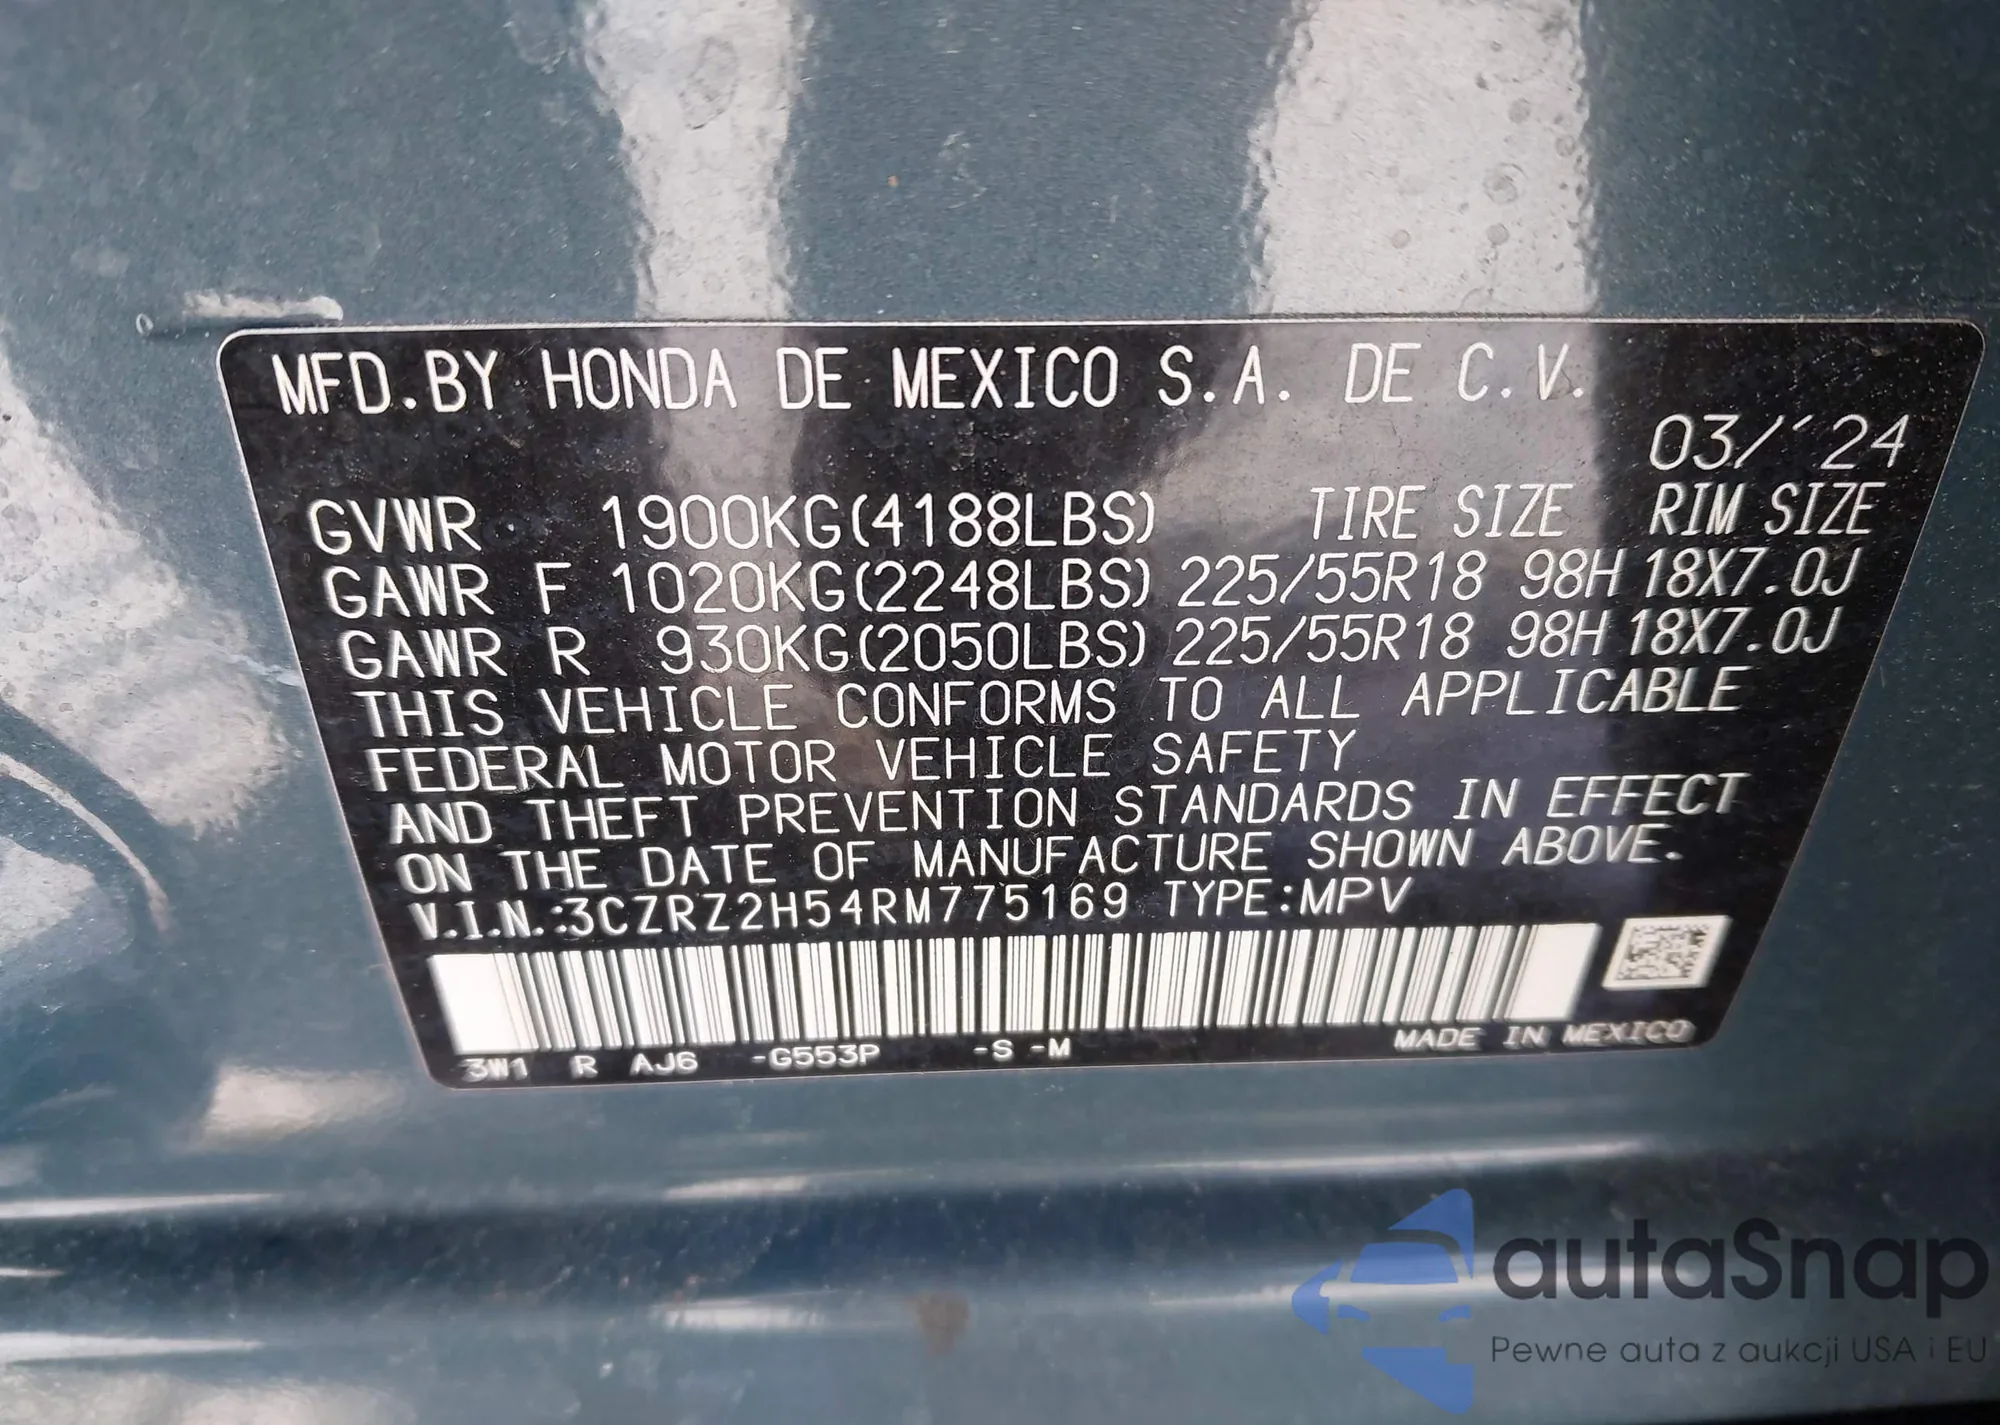 MFD.BY HONDA DE MEXICO S.A. DE C.V.
03/´24
GVWR 1900KG(4188LBS) TIRE SIZE RIM SIZE
GAWR F 1020KG(2248LBS) 225/55R18 98H 18X7.0J
GAWR R 930KG(2050LBS) 225/55R18 98H 18X7.0J
THIS VEHICLE CONFORMS TO ALL APPLICABLE
FEDERAL MOTOR VEHICLE SAFETY
AND THEFT PREVENTION STANDARDS IN EFFECT
ON THE DATE OF MANUFACTURE SHOWN ABOVE.
V.I.N.:3CZRZ2H54RM775169 TYPE:MPV
3W1 R AJ6 -G553P -S -M MADE IN MEXICO
autaSnap
Pewne auta z aukcji USA i EU